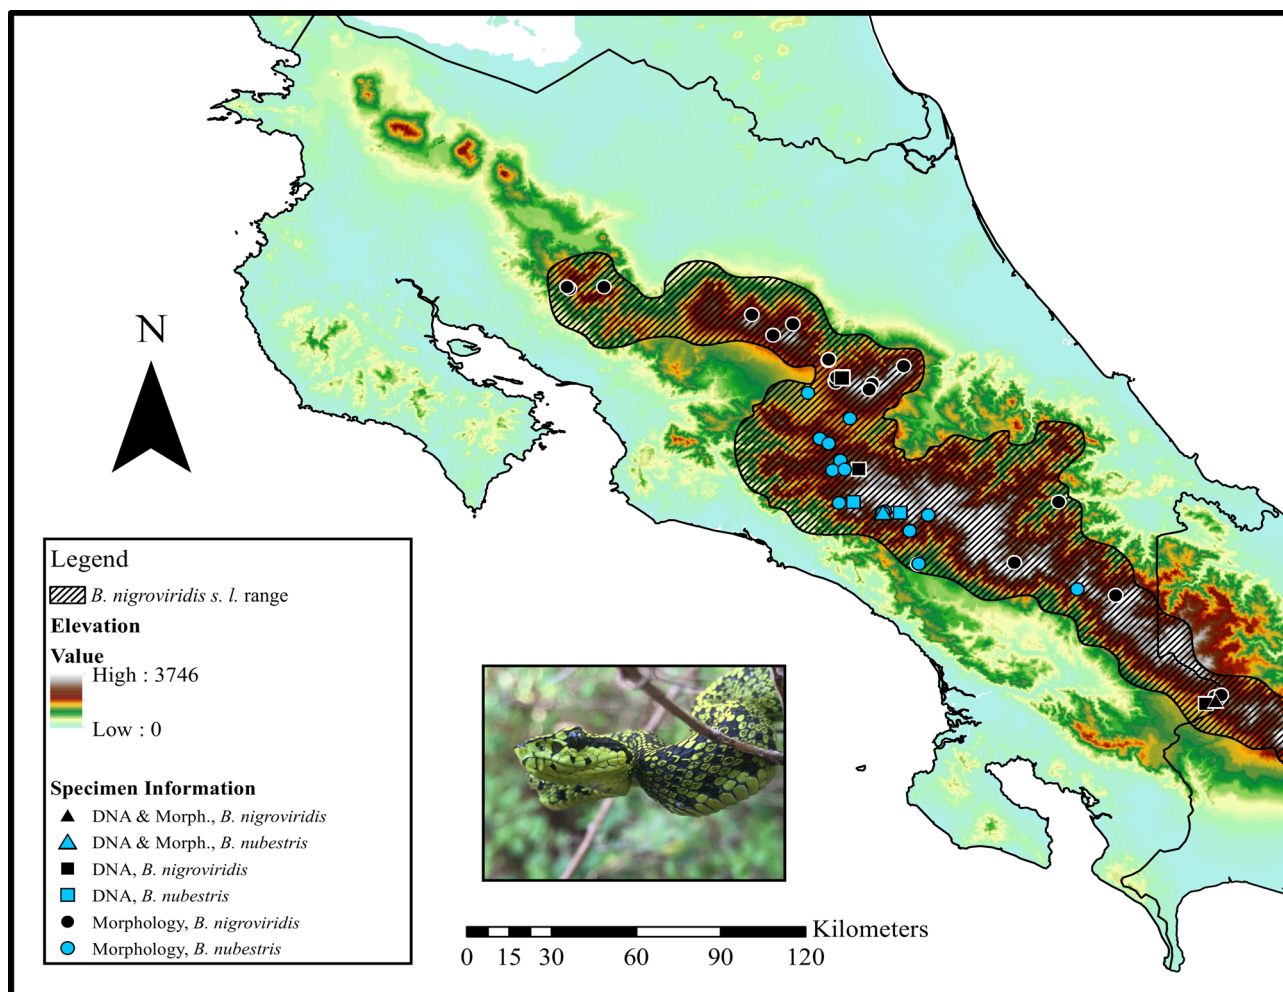 N
Legend
B. nigroviridis s. l. range
Elevation
Value
High : 3746
Low : 0
Specimen Information
DNA & Morph., B. nigroviridis
DNA & Morph., B. nubestris
DNA, B. nigroviridis
DNA, B. nubestris
Morphology, B. nigroviridis
Morphology, B. nubestris
Kilometers
0 15 30 60 90 120